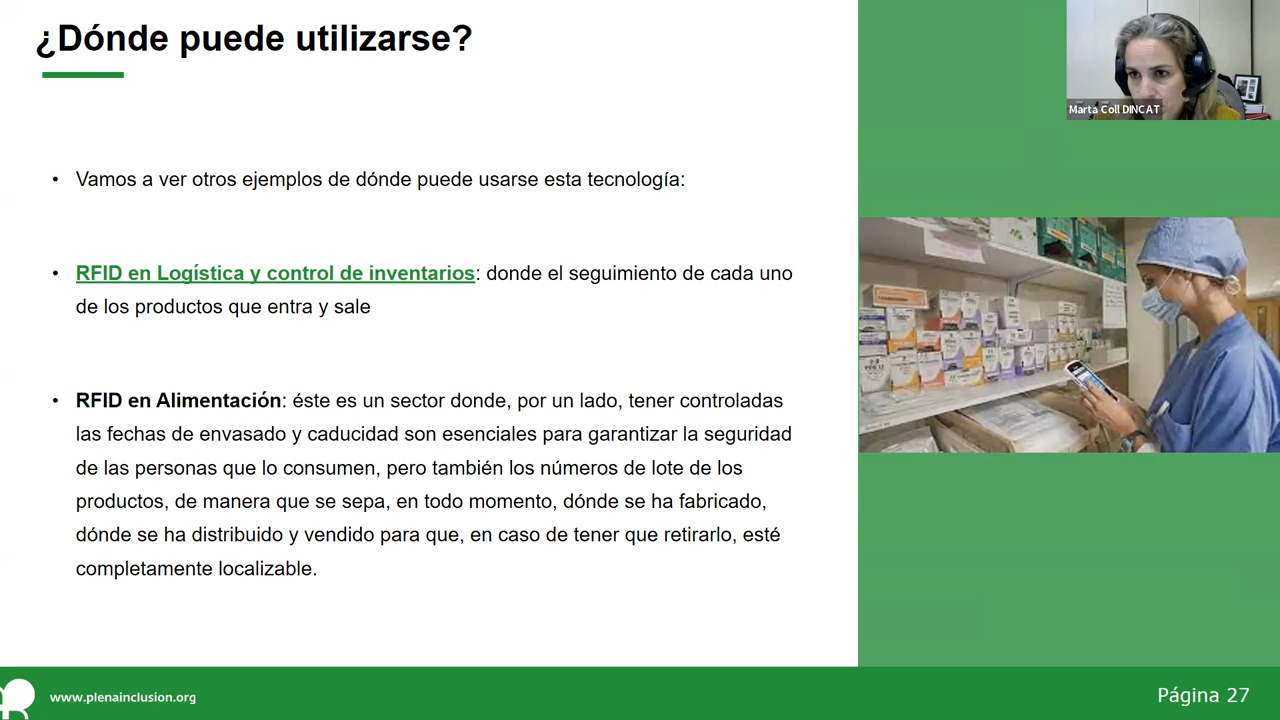 ¿Dónde puede utilizarse?
Marta Coll DINCAT
• Vamos a ver otros ejemplos de dónde puede usarse esta tecnología:
• RFID en Logística y control de inventarios: donde el seguimiento de cada uno
de los productos que entra y sale
• RFID en Alimentación: éste es un sector donde, por un lado, tener controladas
las fechas de envasado y caducidad son esenciales para garantizar la seguridad
de las personas que lo consumen, pero también los números de lote de los
productos, de manera que se sepa, en todo momento, dónde se ha fabricado,
dónde se ha distribuido y vendido para que, en caso de tener que retirarlo, esté
completamente localizable.
www.plenainclusion.org
Página 27